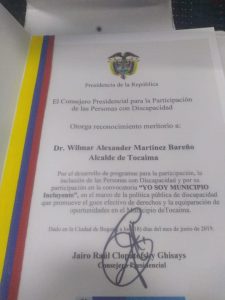 Presidencia de la República
El Consejero Presidencial para la Participación
de las Personas con Discapacidad
Otorga reconocimiento meritorio a:
Dr. Wilmar Alexander Martínez Bareño
Alcalde de Tocaima
Por el desarrollo de programas para la participación, la
inclusión de las Personas con Discapacidad y por su
participación en la convocatoria "YO SOY MUNICIPIO
Incluyente", en el marco de la política pública de discapacidad
que promueve el goce efectivo de derechos y la equiparación de
oportunidades en el Municipio deTocaima.
Dado en la Ciudad de Bogotá, a los (16) días del mes de junio de 2019.
Jairo Raúl Clopatofsky Ghisays
Consejero Presidencial